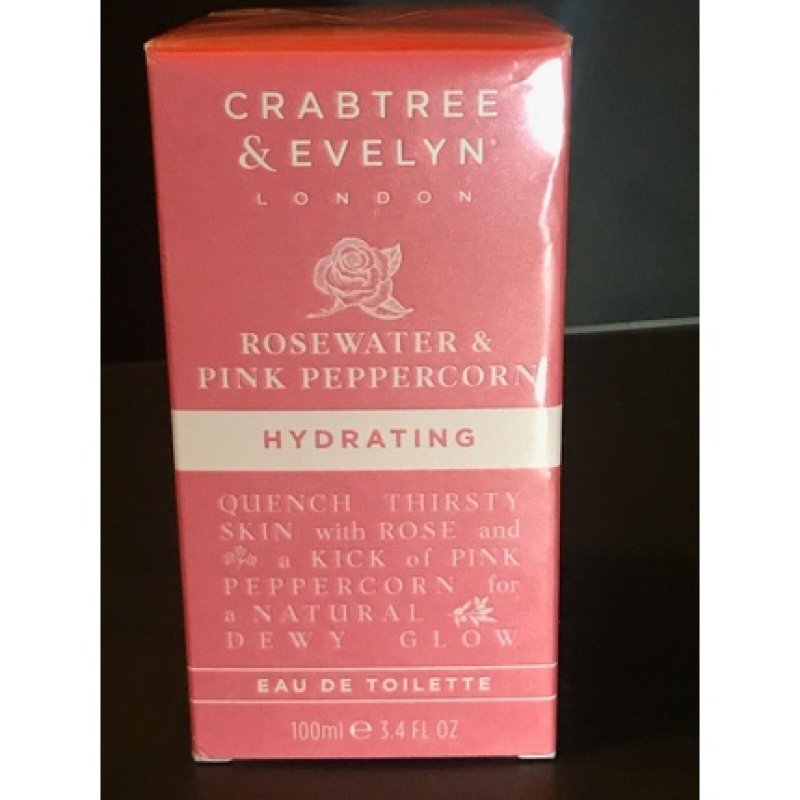 CRABTREE
& EVELYN®
LONDON
ROSEWATER &
PINK PEPPERCORN
HYDRATING
QUENCH THIRSTY
SKIN with ROSE and
a KICK of PINK
PEPPERCORN for
a NATURAL
DEWY GLOW
EAU DE TOILETTE
100ml e 3.4 FL OZ